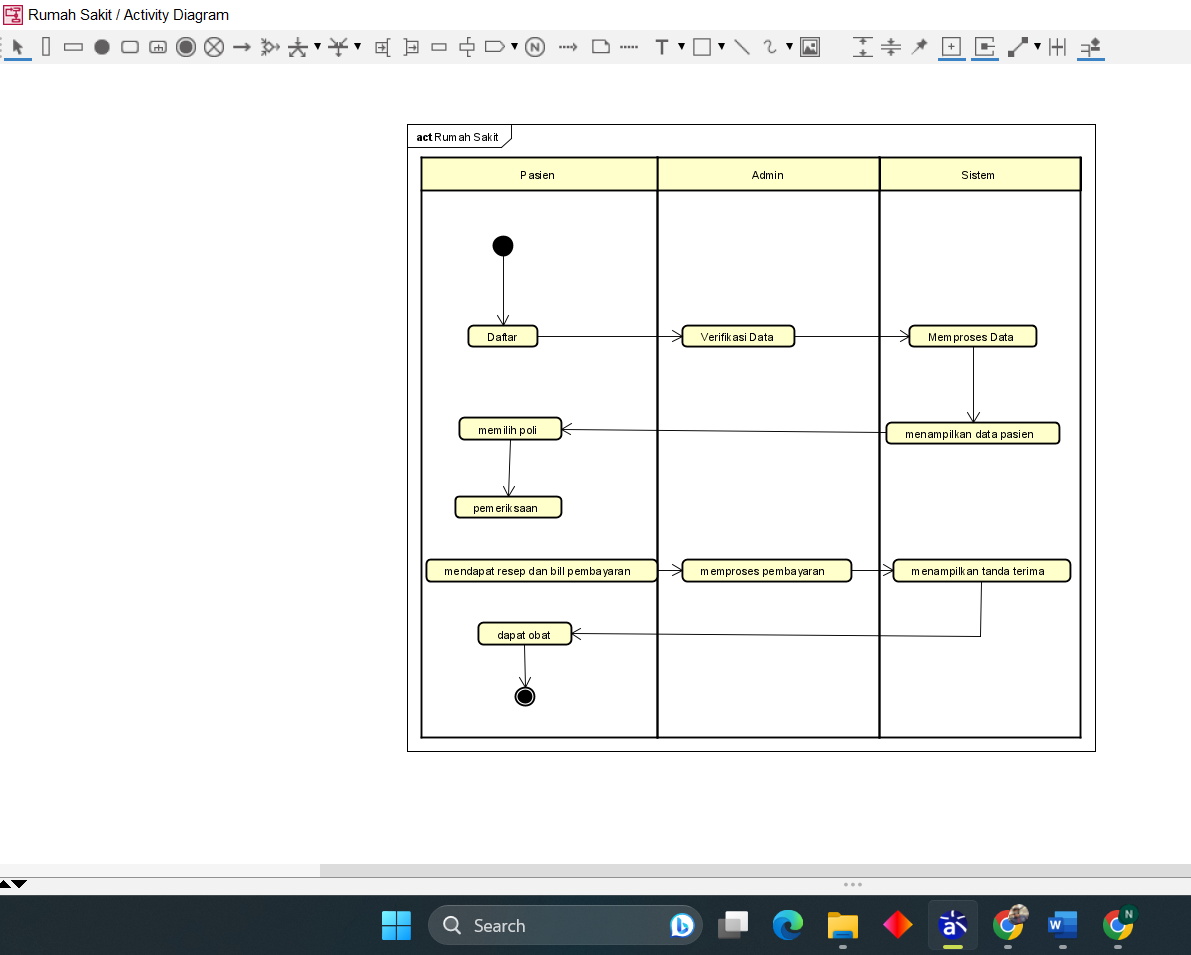 Rumah Sakit / Activity Diagram
N
T
act Rumah Sakit
Pasien
Admin
Sistem
Daftar
Verifikasi Data
Memproses Data
memilih poli
menampilkan data pasien
pemeriksaan
mendapat resep dan bill pembayaran
memproses pembayaran
menampilkan tanda terima
dapat obat
Search
b
a
W
N